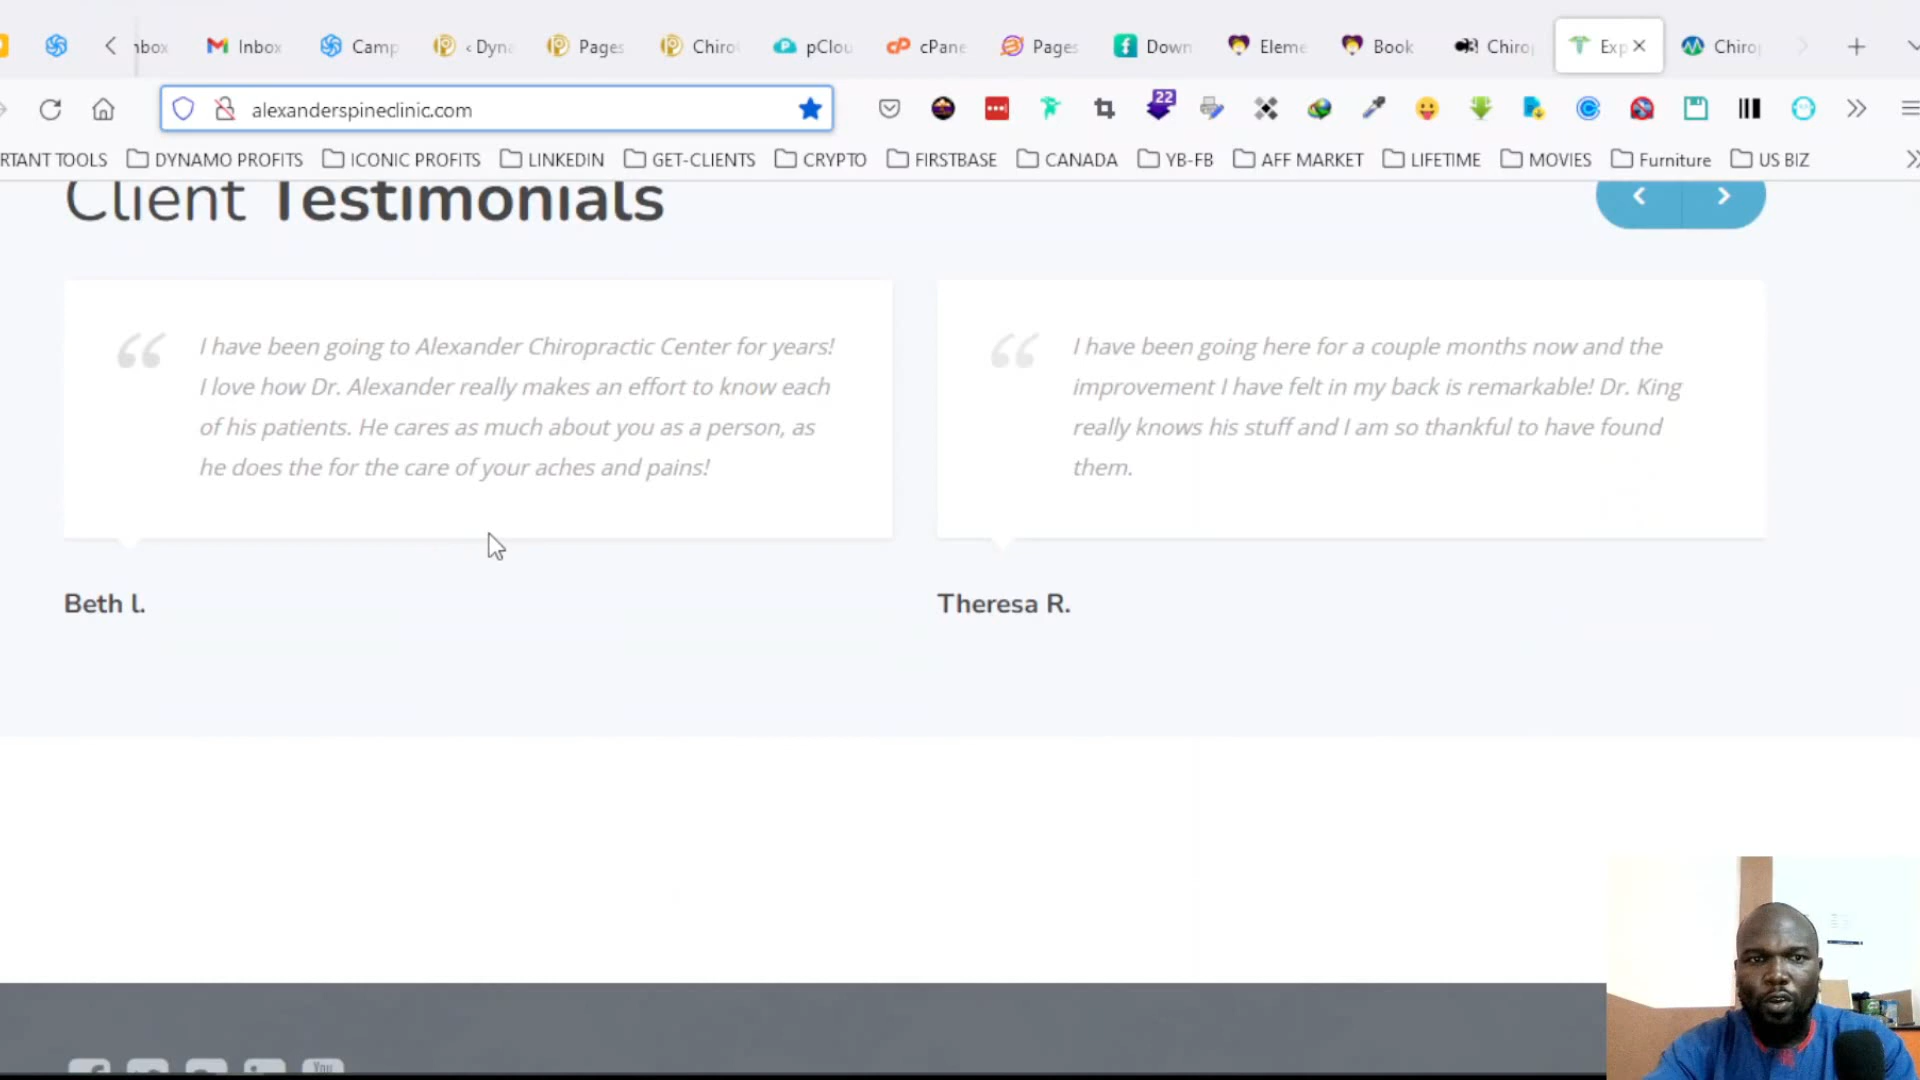 nbox Inbox Camp ‹ Dyna Pages Chiro pClou cPane Pages Down Eleme Book Chiro Exp Chiro
alexanderspineclinic.com 22
RTANT TOOLS DYNAMO PROFITS ICONIC PROFITS LINKEDIN GET-CLIENTS CRYPTO FIRSTBASE CANADA YB-FB AFF MARKET LIFETIME MOVIES Furniture US BIZ
Client Testimonials
I have been going to Alexander Chiropractic Center for years!
I love how Dr. Alexander really makes an effort to know each
of his patients. He cares as much about you as a person, as
he does the for the care of your aches and pains!
Beth l.
I have been going here for a couple months now and the
improvement I have felt in my back is remarkable! Dr. King
really knows his stuff and I am so thankful to have found
them.
Theresa R.
You